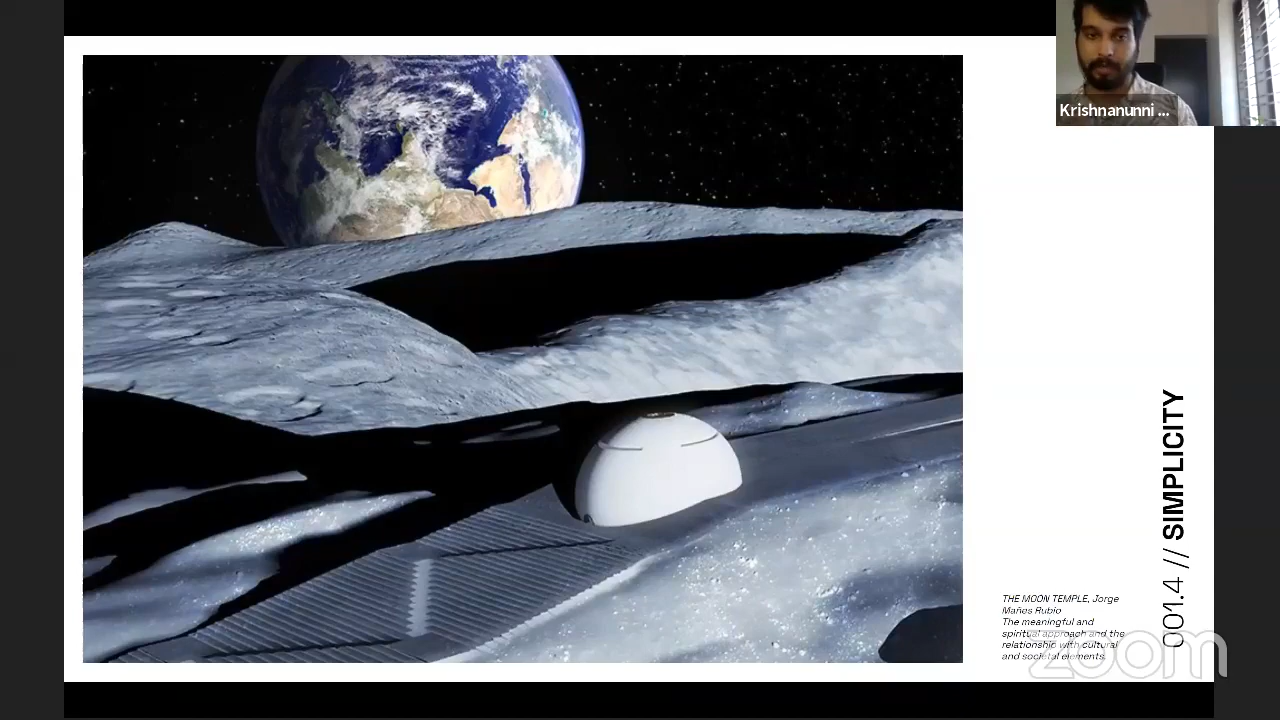 Krishnanunni ...
001.4 // SIMPLICITY
THE MOON TEMPLE, Jorge
Mañes Rubio
The meaningful and
spiritual approach and the
relationship with cultural
and societal elements.
zoom